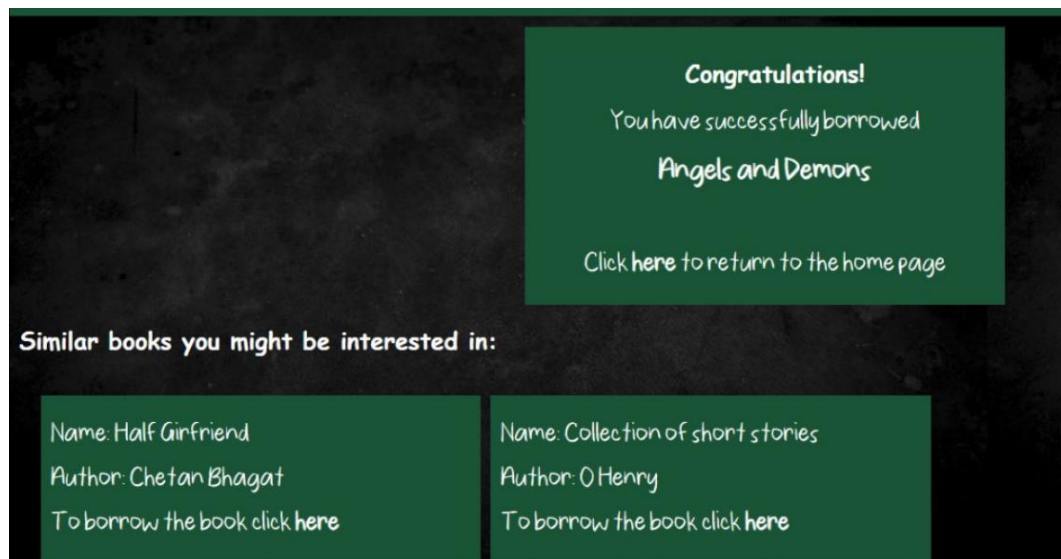 Congratulations!
You have successfully borrowed
Angels and Demons
Click here to return to the home page
Similar books you might be interested in:
Name: Half Girfriend
Author: Chetan Bhagat
To borrow the book click here
Name: Collection of short stories
Author: O Henry
To borrow the book click here